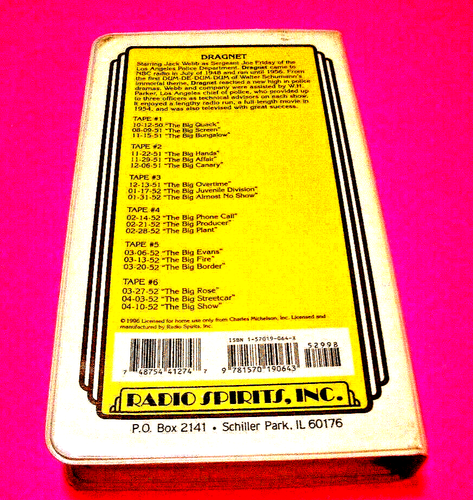 DRAGNET
Starring Jack Webb as Sergeant Joe Friday of the
Los Angeles Police Department, Dragnet came to
NBC radio in July of 1948 and ran until 1956. From
the first DUM-DE-DUM-DUM of Walter Schumann's
immortal theme, Dragnet reached a new high in police
dramas. Webb and company were assisted by W.H.
Parker, Los Angeles chief of police, who provided up
to three officers as technical advisors on each show.
It enjoyed a lengthy radio run, a full-length movie in
1954, and was also televised with great success.
TAPE #1
10-12-50 "The Big Quack"
08-09-51 "The Big Screen"
11-15-51 "The Big Bungalow"
TAPE #2
11-22-51 "The Big Hands"
11-29-51 "The Big Affair"
12-06-51 "The Big Canary"
TAPE #3
12-13-51 "The Big Overtime"
01-17-52 "The Big Juvenile Division"
01-31-52 "The Big Almost No Show"
TAPE #4
02-14-52 "The Big Phone Call"
02-21-52 "The Big Producer"
02-28-52 "The Big Plant"
TAPE #5
03-06-52 "The Big Evans"
03-13-52 "The Big Fire"
03-20-52 "The Big Border"
TAPE #6
03-27-52 "The Big Rose"
04-03-52 "The Big Streetcar"
04-10-52 "The Big Show"
©1996 Licensed for home use only from Charles Michelson, Inc. Licensed and
manufactured by Radio Spirits, Inc.
ISBN 1-57019-064-X
52998
7 48754 41274 7
9 781570 190643
RADIO SPIRITS, INC.
P.O. Box 2141 • Schiller Park, IL 60176